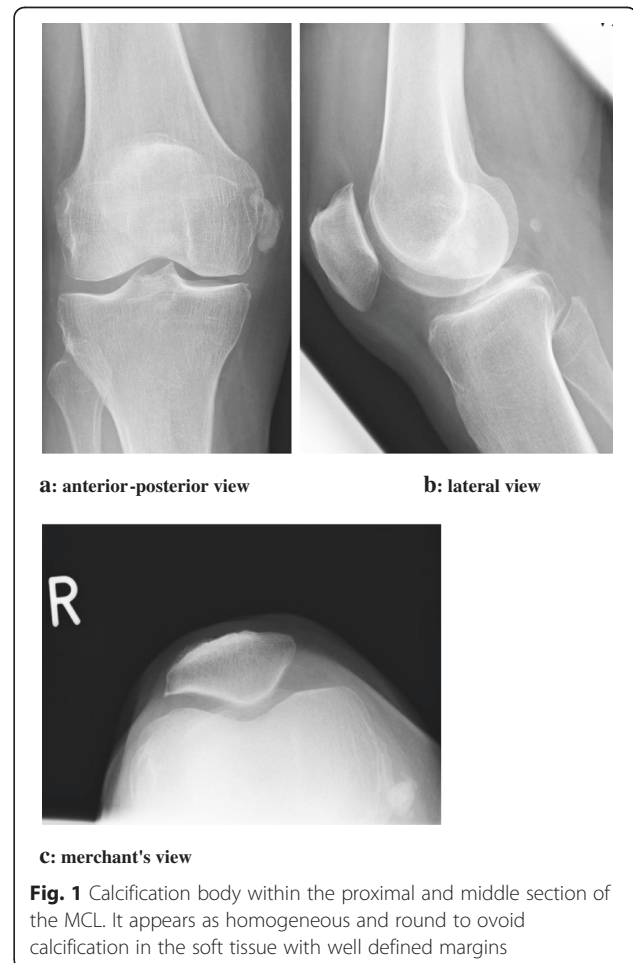 a: anterior-posterior view
b: lateral view
R
c: merchant's view
Fig. 1 Calcification body within the proximal and middle section of
the MCL. It appears as homogeneous and round to ovoid
calcification in the soft tissue with well defined margins